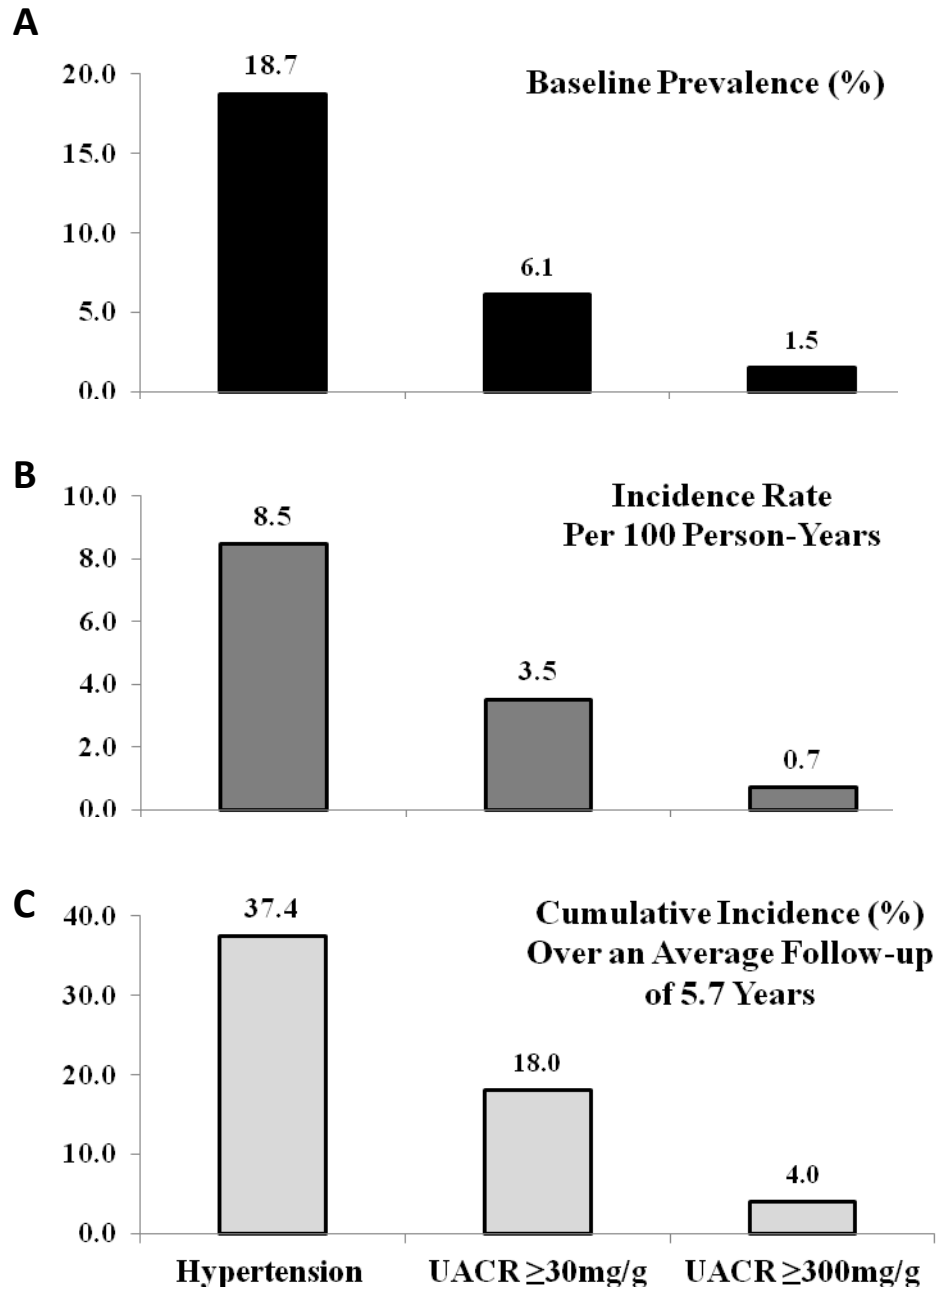 A
Baseline Prevalence (%)
20.0
15.0
10.0
5.0
0.0
18.7
6.1
1.5
B
Incidence Rate
Per 100 Person-Years
10.0
8.0
6.0
4.0
2.0
0.0
8.5
3.5
0.7
C
Cumulative Incidence (%)
Over an Average Follow-up
of 5.7 Years
40.0
30.0
20.0
10.0
0.0
37.4
18.0
4.0
Hypertension
UACR ≥30mg/g
UACR ≥300mg/g